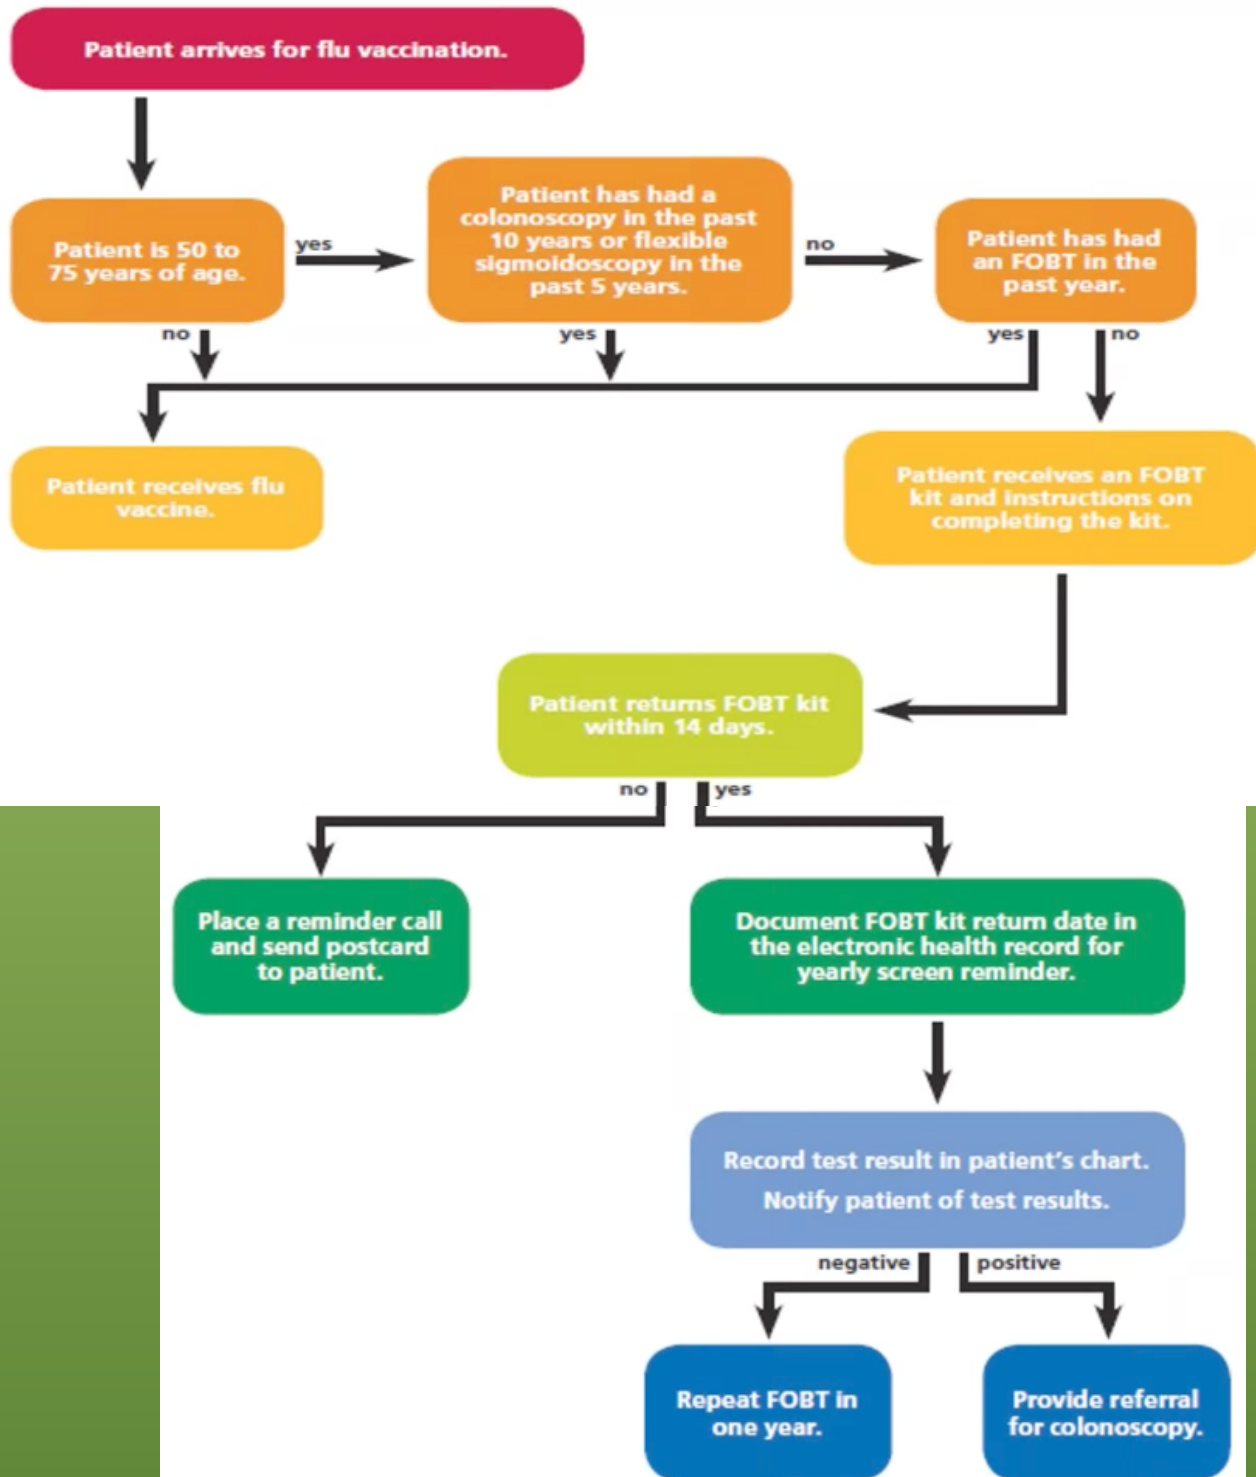 Patient arrives for flu vaccination.
Patient is 50 to
75 years of age.
yes
Patient has had a
colonoscopy in the past
10 years or flexible
sigmoidoscopy in the
past 5 years.
no
Patient has had
an FOBT in the
past year.
no
yes
yes
no
Patient receives flu
vaccine.
Patient receives an FOBT
kit and instructions on
completing the kit.
Patient returns FOBT kit
within 14 days.
no
yes
Place a reminder call
and send postcard
to patient.
Document FOBT kit return date in
the electronic health record for
yearly screen reminder.
Record test result in patient’s chart.
Notify patient of test results.
negative
positive
Repeat FOBT in
one year.
Provide referral
for colonoscopy.